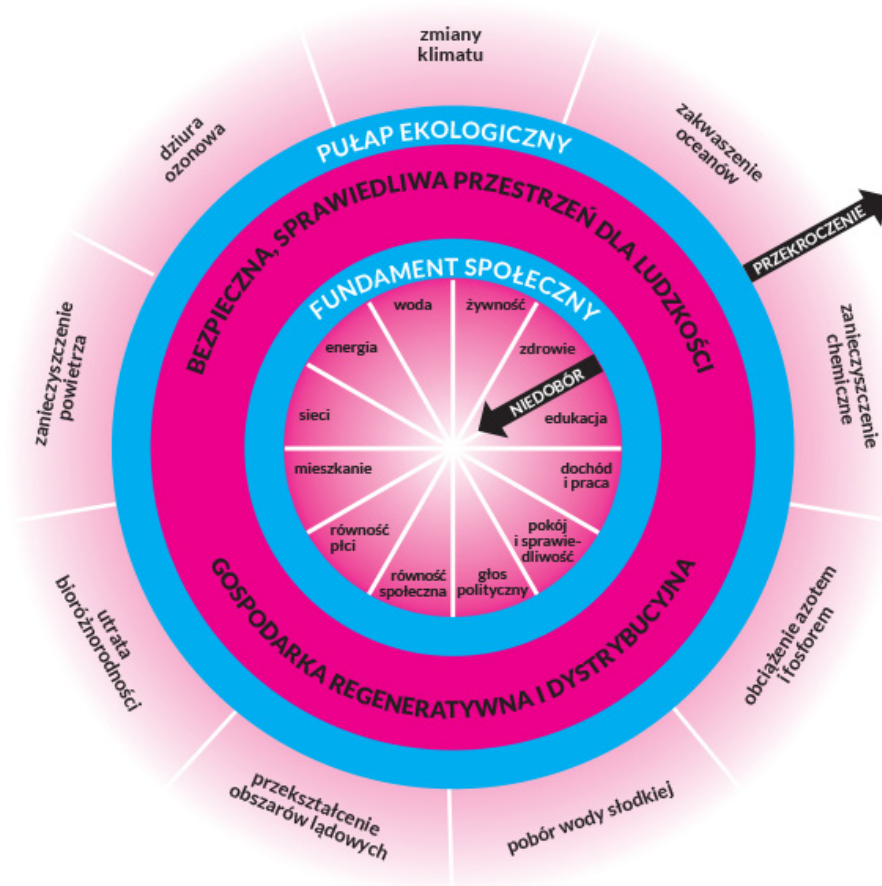 zmiany
klimatu
zakwaszenie
oceanów
PRZEKROCZENIE
zanieczyszczenie
chemiczne
obciążenie azotem
i fosforem
pobór wody słodkiej
przekształcenie
obszarów lądowych
utrata
bioróżnorodności
zanieczyszczenie
powietrza
dziura
ozonowa
PUŁAP EKOLOGICZNY
BEZPIECZNA, SPRAWIEDLIWA PRZESTRZEŃ DLA LUDZKOŚCI
FUNDAMENT SPOŁECZNY
woda
żywność
energia
zdrowie
NIEDOBÓR
sieci
edukacja
mieszkanie
dochód
i praca
równość
płci
pokój
i sprawie-
dliwość
równość
społeczna
głos
polityczny
GOSPODARKA REGENERATYWNA I DYSTRYBUCYJNA